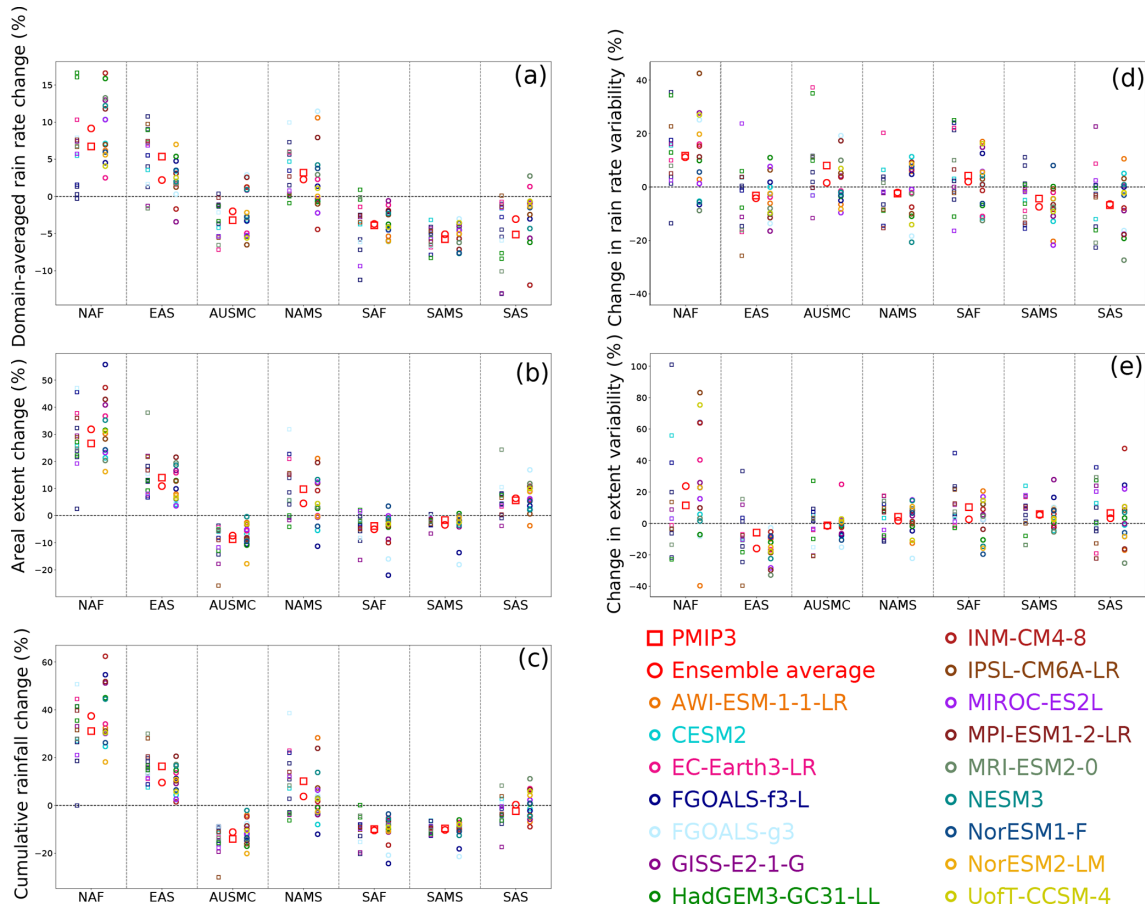 Domain-averaged rain rate change (%)
(a)
15
10
5
0
−5
−10
NAF EAS AUSMC NAMS SAF SAMS SAS
Areal extent change (%)
(b)
50
40
30
20
10
0
−10
−20
NAF EAS AUSMC NAMS SAF SAMS SAS
Cumulative rainfall change (%)
(c)
60
40
20
0
−20
NAF EAS AUSMC NAMS SAF SAMS SAS
Change in rain rate variability (%)
(d)
40
20
0
−20
−40
NAF EAS AUSMC NAMS SAF SAMS SAS
Change in extent variability (%)
(e)
100
80
60
40
20
0
−20
−40
NAF EAS AUSMC NAMS SAF SAMS SAS
PMIP3
Ensemble average
AWI-ESM-1-1-LR
CESM2
EC-Earth3-LR
FGOALS-f3-L
FGOALS-g3
GISS-E2-1-G
HadGEM3-GC31-LL
INM-CM4-8
IPSL-CM6A-LR
MIROC-ES2L
MPI-ESM1-2-LR
MRI-ESM2-0
NESM3
NorESM1-F
NorESM2-LM
UofT-CCSM-4